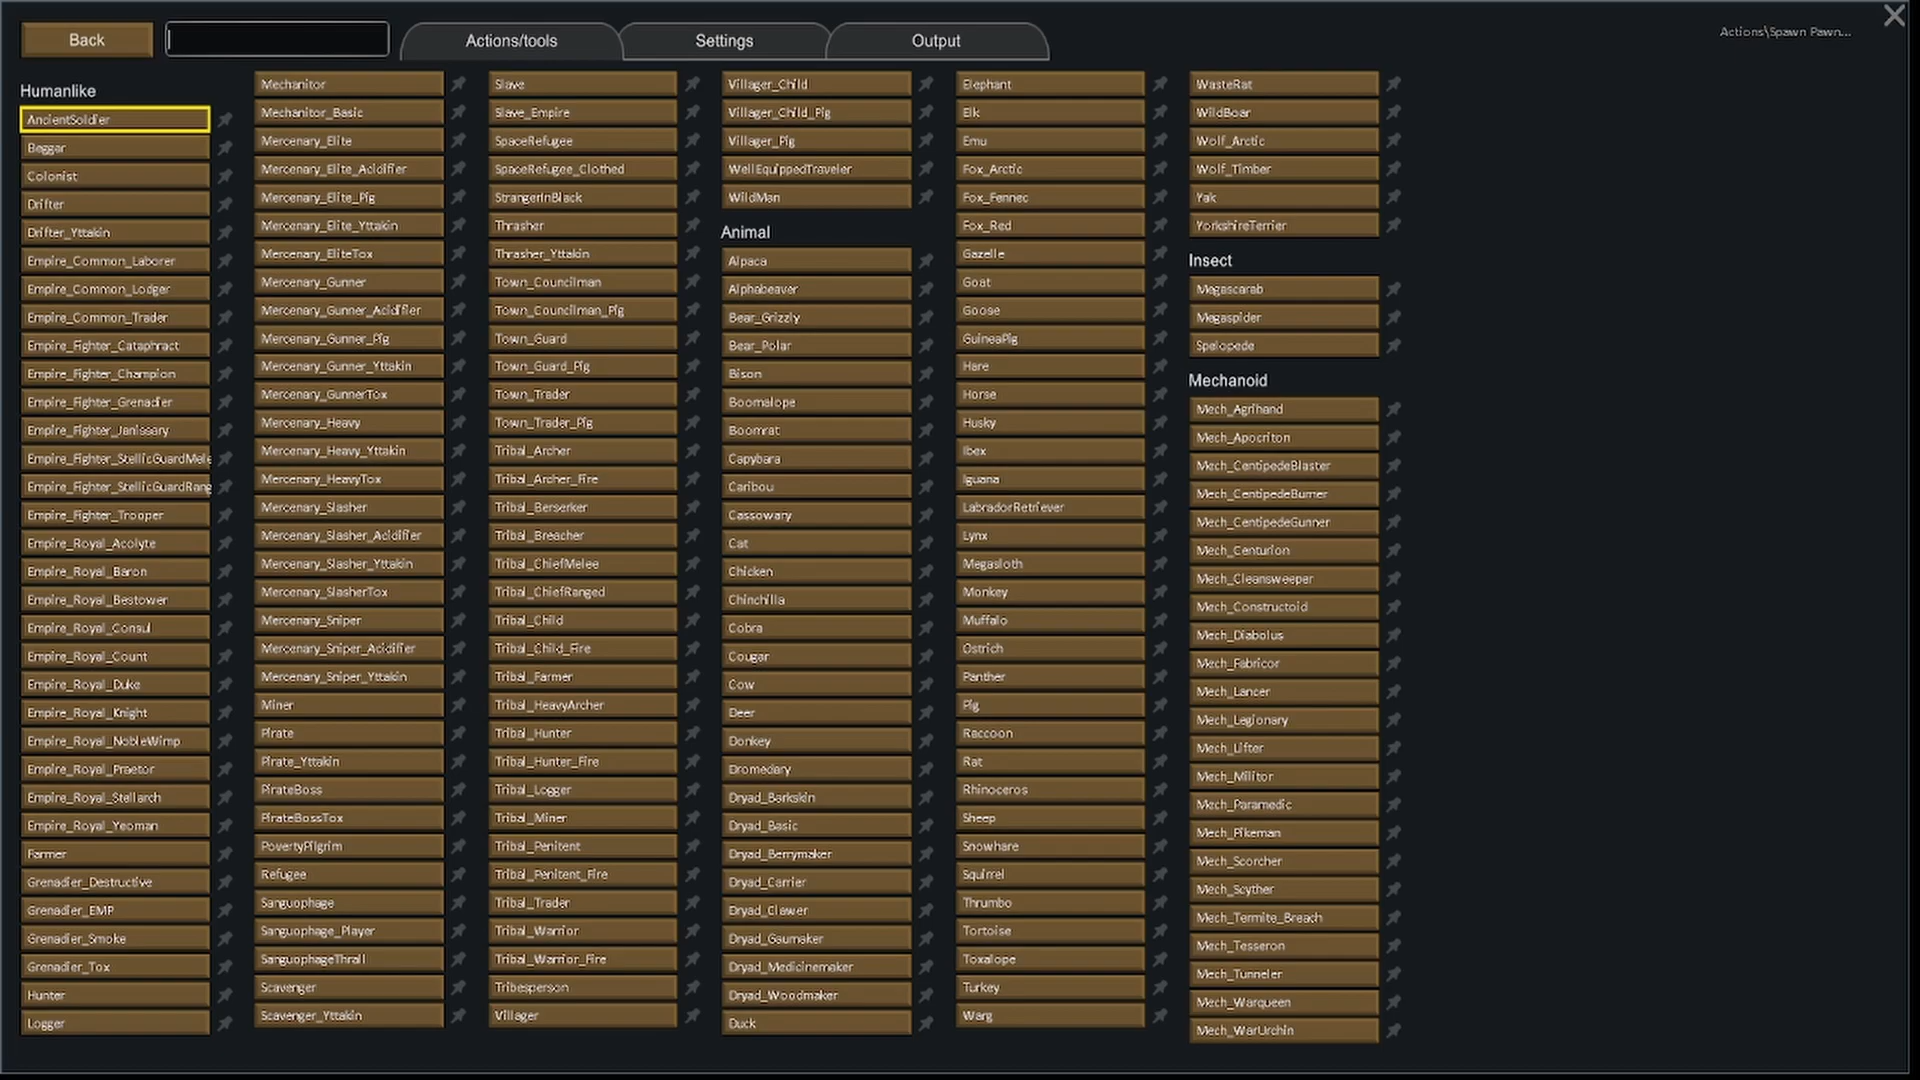 Back
Actions/tools
Settings
Output
Actions\Spawn Pawn...
Humanlike
AncientSoldier
Beggar
Colonist
Drifter
Drifter_Yttakin
Empire_Common_Laborer
Empire_Common_Lodger
Empire_Common_Trader
Empire_Fighter_Cataphract
Empire_Fighter_Champion
Empire_Fighter_Grenadier
Empire_Fighter_Janissary
Empire_Fighter_StellicGuardMele
Empire_Fighter_StellicGuardRang
Empire_Fighter_Trooper
Empire_Royal_Acolyte
Empire_Royal_Baron
Empire_Royal_Bestower
Empire_Royal_Consul
Empire_Royal_Count
Empire_Royal_Duke
Empire_Royal_Knight
Empire_Royal_NobleWimp
Empire_Royal_Praetor
Empire_Royal_Stellarch
Empire_Royal_Yeoman
Farmer
Grenadier_Destructive
Grenadier_EMP
Grenadier_Smoke
Grenadier_Tox
Hunter
Logger
Mechanitor
Mechanitor_Basic
Mercenary_Elite
Mercenary_Elite_Acidifier
Mercenary_Elite_Pig
Mercenary_Elite_Yttakin
Mercenary_EliteTox
Mercenary_Gunner
Mercenary_Gunner_Acidifier
Mercenary_Gunner_Pig
Mercenary_Gunner_Yttakin
Mercenary_GunnerTox
Mercenary_Heavy
Mercenary_Heavy_Yttakin
Mercenary_HeavyTox
Mercenary_Slasher
Mercenary_Slasher_Acidifier
Mercenary_Slasher_Yttakin
Mercenary_SlasherTox
Mercenary_Sniper
Mercenary_Sniper_Acidifier
Mercenary_Sniper_Yttakin
Miner
Pirate
Pirate_Yttakin
PirateBoss
PirateBossTox
PovertyPilgrim
Refugee
Sanguophage
Sanguophage_Player
SanguophageThrall
Scavenger
Scavenger_Yttakin
Slave
Slave_Empire
SpaceRefugee
SpaceRefugee_Clothed
StrangerInBlack
Thrasher
Thrasher_Yttakin
Town_Councilman
Town_Councilman_Pig
Town_Guard
Town_Guard_Pig
Town_Trader
Town_Trader_Pig
Tribal_Archer
Tribal_Archer_Fire
Tribal_Berserker
Tribal_Breacher
Tribal_ChiefMelee
Tribal_ChiefRanged
Tribal_Child
Tribal_Child_Fire
Tribal_Farmer
Tribal_HeavyArcher
Tribal_Hunter
Tribal_Hunter_Fire
Tribal_Logger
Tribal_Miner
Tribal_Penitent
Tribal_Penitent_Fire
Tribal_Trader
Tribal_Warrior
Tribal_Warrior_Fire
Tribesperson
Villager
Villager_Child
Villager_Child_Pig
Villager_Pig
WellEquippedTraveler
WildMan
Animal
Alpaca
Alphabeaver
Bear_Grizzly
Bear_Polar
Bison
Boomalope
Boomrat
Capybara
Caribou
Cassowary
Cat
Chicken
Chinchilla
Cobra
Cougar
Cow
Deer
Donkey
Dromedary
Dryad_Barkskin
Dryad_Basic
Dryad_Berrymaker
Dryad_Carrier
Dryad_Clawer
Dryad_Gaumaker
Dryad_Medicinemaker
Dryad_Woodmaker
Duck
Elephant
Elk
Emu
Fox_Arctic
Fox_Fennec
Fox_Red
Gazelle
Goat
Goose
GuineaPig
Hare
Horse
Husky
Ibex
Iguana
LabradorRetriever
Lynx
Megasloth
Monkey
Muffalo
Ostrich
Panther
Pig
Raccoon
Rat
Rhinoceros
Sheep
Snowhare
Squirrel
Thrumbo
Tortoise
Toxalope
Turkey
Warg
WasteRat
WildBoar
Wolf_Arctic
Wolf_Timber
Yak
YorkshireTerrier
Insect
Megascarab
Megaspider
Spelopede
Mechanoid
Mech_Agrihand
Mech_Apocriton
Mech_CentipedeBlaster
Mech_CentipedeBurner
Mech_CentipedeGunner
Mech_Centurion
Mech_Cleansweeper
Mech_Constructoid
Mech_Diabolus
Mech_Fabricor
Mech_Lancer
Mech_Legionary
Mech_Lifter
Mech_Militor
Mech_Paramedic
Mech_Pikeman
Mech_Scorcher
Mech_Scyther
Mech_Termite_Breach
Mech_Tesseron
Mech_Tunneler
Mech_Warqueen
Mech_WarUrchin